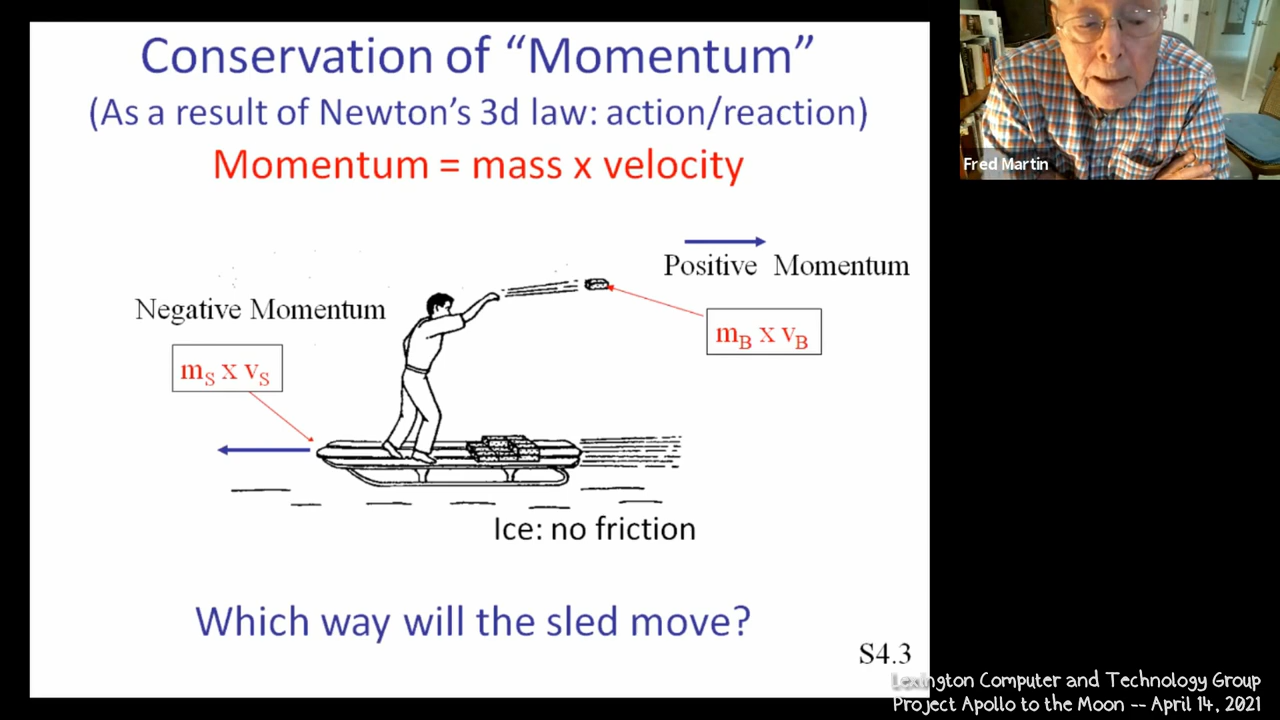 Conservation of “Momentum”
(As a result of Newton’s 3d law: action/reaction)
Momentum = mass x velocity
Positive Momentum
Negative Momentum
mB x vB
mS x vS
Ice: no friction
Which way will the sled move?
S4.3
Fred Martin
Lexington Computer and Technology Group
Project Apollo to the Moon -- April 14, 2021